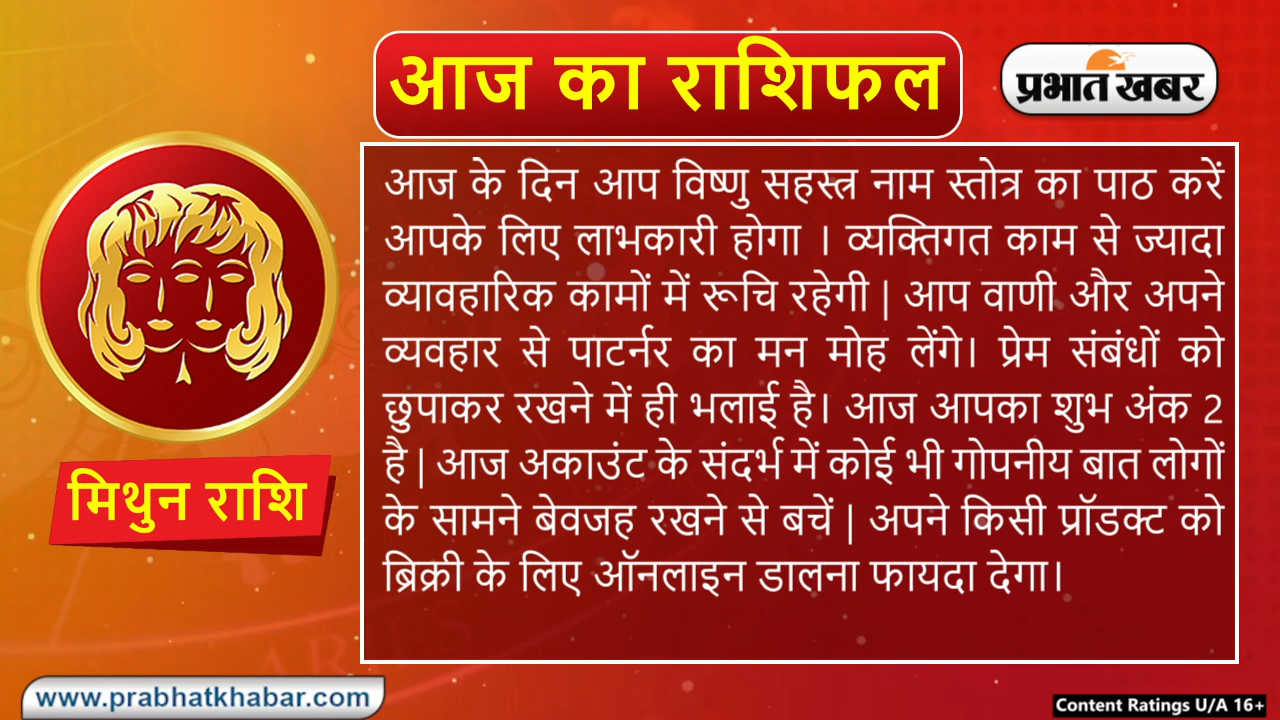 आज का राशिफल
प्रभात खबर
आज के दिन आप विष्णु सहस्त्र नाम स्तोत्र का पाठ करें
आपके लिए लाभकारी होगा । व्यक्तिगत काम से ज्यादा
व्यावहारिक कामों में रूचि रहेगी | आप वाणी और अपने
व्यवहार से पाटर्नर का मन मोह लेंगे। प्रेम संबंधों को
छुपाकर रखने में ही भलाई है। आज आपका शुभ अंक 2
है | आज अकाउंट के संदर्भ में कोई भी गोपनीय बात लोगों
के सामने बेवजह रखने से बचें | अपने किसी प्रॉडक्ट को
ब्रिक्री के लिए ऑनलाइन डालना फायदा देगा।
मिथुन राशि
ARIES
www.prabhatkhabar.com
Content Ratings U/A 16+